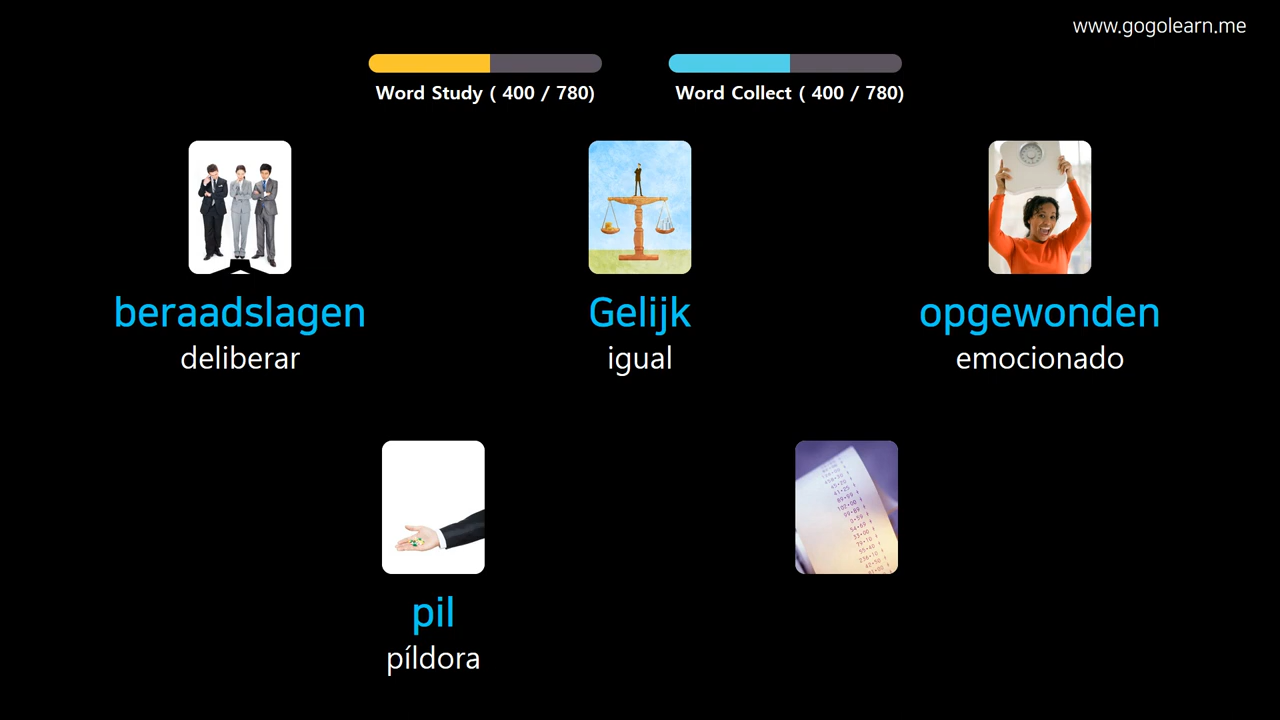 www.gogolearn.me
Word Study ( 400 / 780)
Word Collect ( 400 / 780)
beraadslagen
deliberar
Gelijk
igual
opgewonden
emocionado
pil
píldora